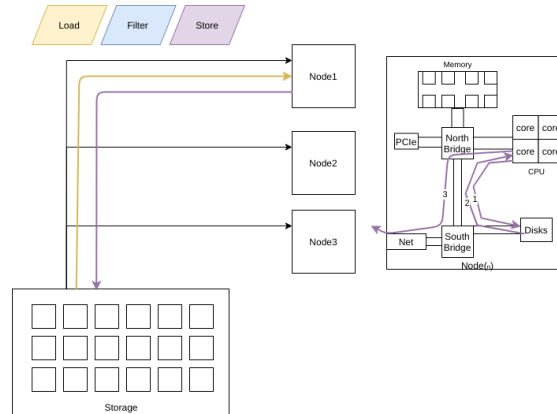 Load
Filter
Store
Node1
Node2
Node3
Storage
Memory
PCIe
North
Bridge
core
core
core
core
CPU
3
2
1
Net
South
Bridge
Disks
Node(n)